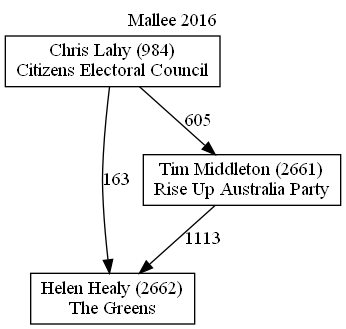 Mallee 2016
Chris Lahy (984)
Citizens Electoral Council
605
Tim Middleton (2661)
Rise Up Australia Party
163
1113
Helen Healy (2662)
The Greens